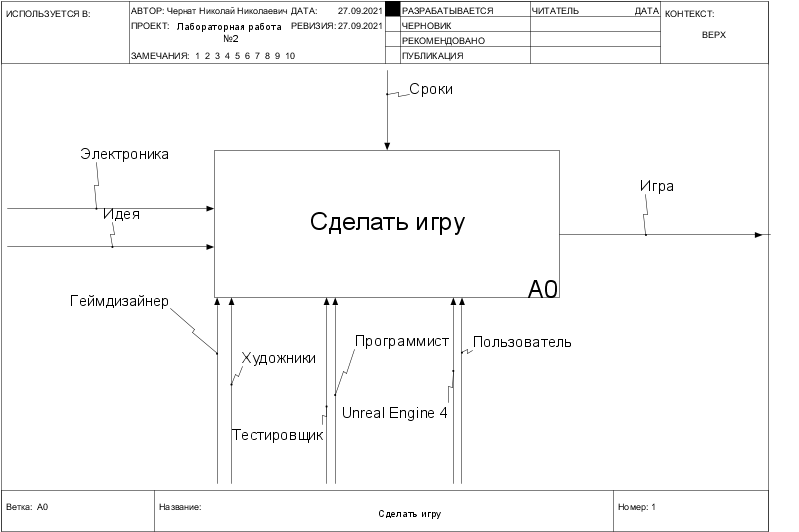 ИСПОЛЬЗУЕТСЯ В:
АВТОР: Чернат Николай Николаевич ДАТА: 27.09.2021
РАЗРАБАТЫВАЕТСЯ
ЧИТАТЕЛЬ ДАТА
КОНТЕКСТ:
ПРОЕКТ: Лабораторная работа
№2
РЕВИЗИЯ: 27.09.2021
ЧЕРНОВИК
РЕКОМЕНДОВАНО
ВЕРХ
ЗАМЕЧАНИЯ: 1 2 3 4 5 6 7 8 9 10
ПУБЛИКАЦИЯ
Сроки
Электроника
Идея
Игра
Сделать игру
A0
Геймдизайнер
Художники
Программист
Пользователь
Unreal Engine 4
Тестировщик
Ветка: A0
Название:
Сделать игру
Номер: 1